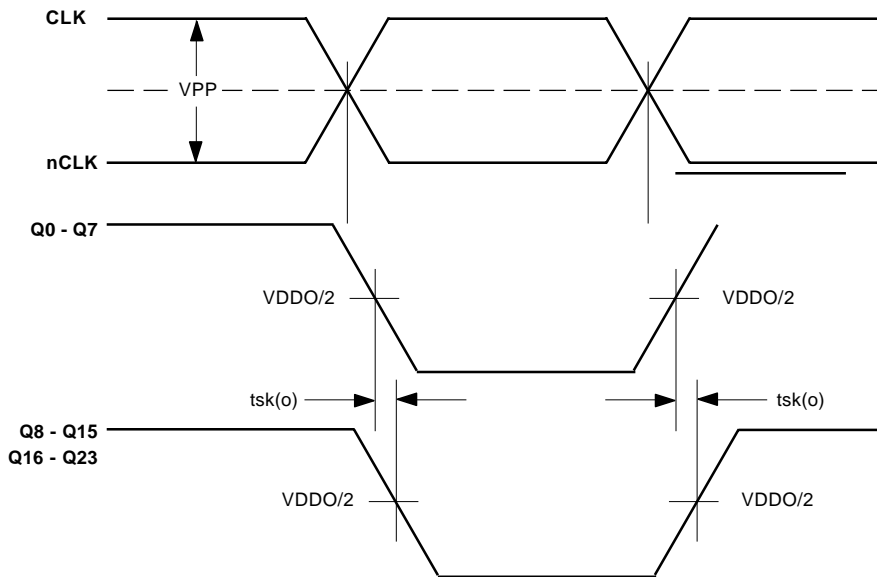 CLK
VPP
nCLK
Q0 - Q7
VDDO/2 VDDO/2
tsk(o) tsk(o)
Q8 - Q15
Q16 - Q23
VDDO/2 VDDO/2